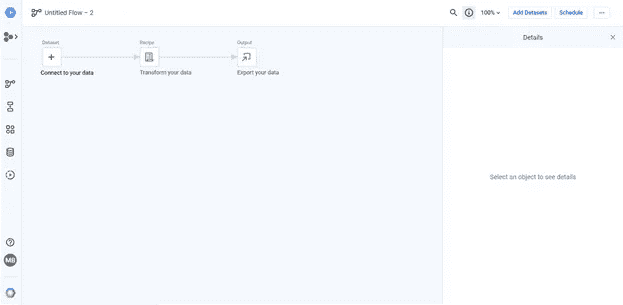 Untitled Flow – 2
100%
Add Datasets
Schedule
Details
Dataset
Recipe
Output
Connect to your data
Transform your data
Export your data
Select an object to see details
MB